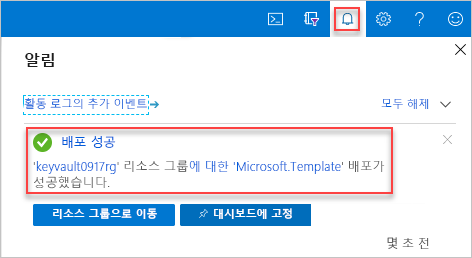 알림
활동 로그의 추가 이벤트
모두 해제
배포 성공
'keyvault0917rg' 리소스 그룹에 대한 'Microsoft.Template' 배포가
성공했습니다.
리소스 그룹으로 이동
대시보드에 고정
몇 초 전